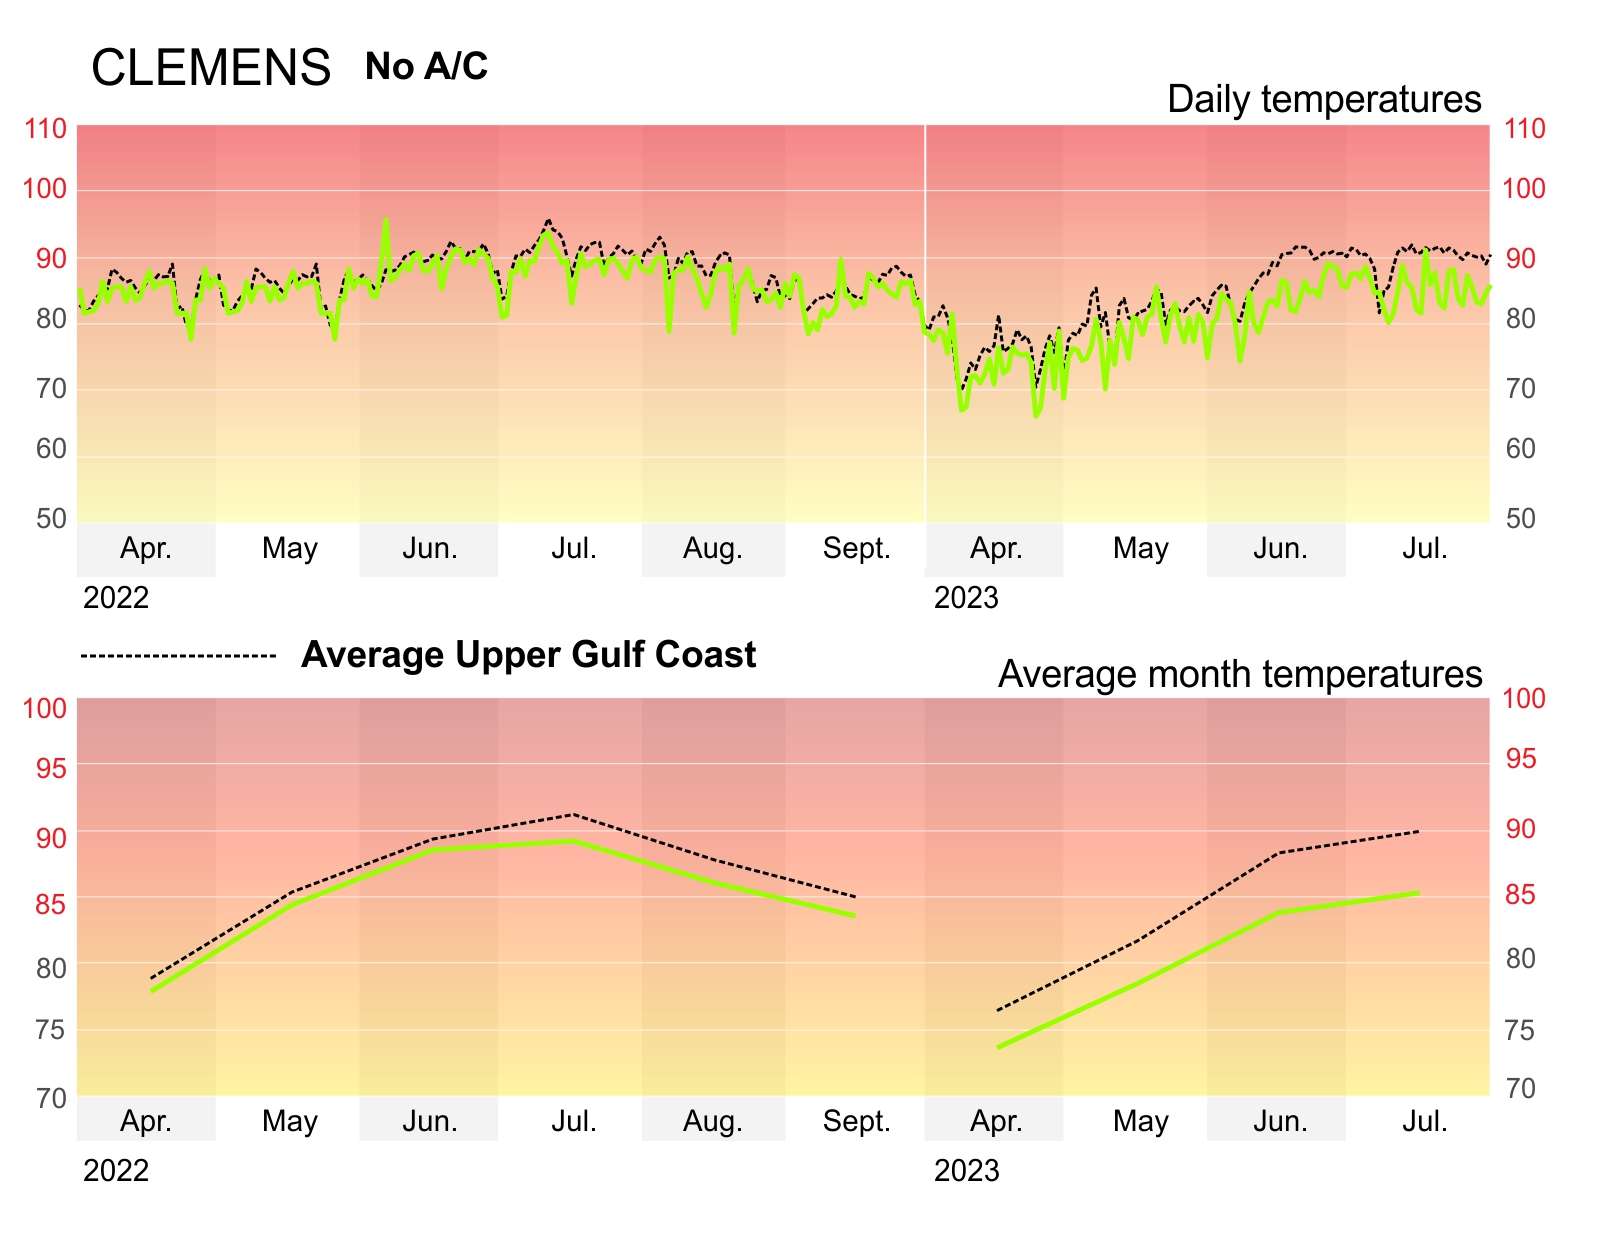 CLEMENS No A/C
Daily temperatures
110 110
100 100
90 90
80 80
70 70
60 60
50 50
Apr. May Jun. Jul. Aug. Sept. Apr. May Jun. Jul.
2022 2023
Average Upper Gulf Coast
Average month temperatures
100 100
95 95
90 90
85 85
80 80
75 75
70 70
Apr. May Jun. Jul. Aug. Sept. Apr. May Jun. Jul.
2022 2023